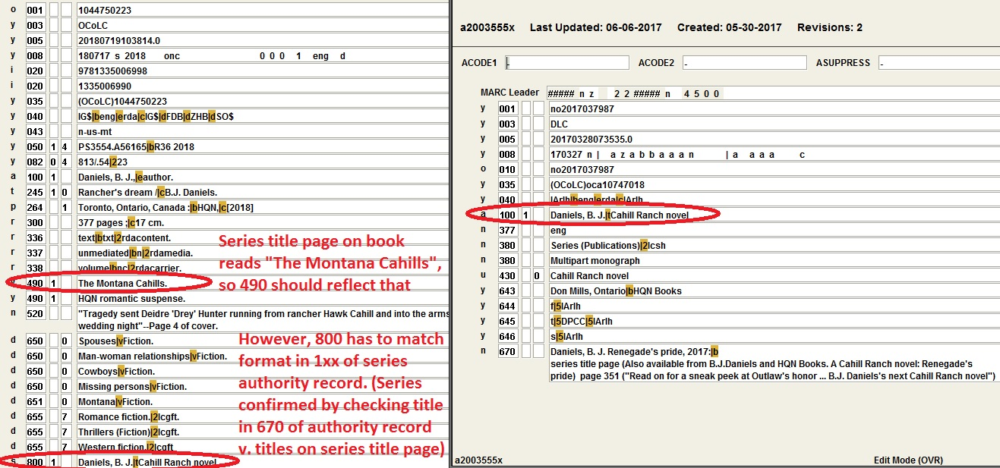 o 001 1044750223
y 003 OCoLC
y 005 20180719103814.0
y 008 180717 s 2018 onc 0 0 0 1 eng d
i 020 9781335006998
i 020 1335006990
y 035 (OCoLC)1044750223
y 040 IG$|beng|erda|cIG$|dFDB|dZHB|dSO$
y 043 n-us-mt
y 050 1 4 PS3554.A56165|bR36 2018
y 082 0 4 813/.54|223
a 100 1 Daniels, B. J.,|eauthor.
t 245 1 0 Rancher's dream /|cB.J. Daniels.
p 264 1 Toronto, Ontario, Canada :|bHQN,|c[2018]
r 300 377 pages ;|c17 cm.
r 336 text|btxt|2rdacontent.
r 337 unmediated|bn|2rdamedia.
r 338 volume|bnc|2rdacarrier.
490 1 The Montana Cahills.
y 490 1 HQN romantic suspense.
n 520 "Tragedy sent Deidre 'Drey' Hunter running from rancher Hawk Cahill and into the arms
wedding night"--Page 4 of cover.
d 650 0 Spouses|vFiction.
d 650 0 Man-woman relationships|vFiction.
d 650 0 Cowboys|vFiction.
d 650 0 Missing persons|vFiction.
d 651 0 Montana|vFiction.
d 655 7 Romance fiction.|2lcgft.
d 655 7 Thrillers (Fiction)|2lcgft.
d 655 7 Western fiction.|2lcgft.
s 800 1 Daniels, B. J.|tCahill Ranch novel.
Series title page on book
reads "The Montana Cahills",
so 490 should reflect that
However, 800 has to match
format in 1xx of series
authority record. (Series
confirmed by checking title
in 670 of authority record
v. titles on series title page)
a2003555x Last Updated: 06-06-2017 Created: 05-30-2017 Revisions: 2
ACODE1 - ACODE2 - ASUPPRESS -
MARC Leader ##### n z 2 2 ##### n 4 5 0 0
y 001 no2017037987
y 003 DLC
y 005 20170328073535.0
y 008 170327 n | a z a b b a a a n | a a a a c
o 010 no2017037987
y 035 (OCoLC)oca10747018
y 040 IArlh|beng|erda|cIArlh
a 100 1 Daniels, B. J.|tCahill Ranch novel
n 377 eng
n 380 Series (Publications)|2lcsh
n 380 Multipart monograph
u 430 0 Cahill Ranch novel
y 643 Don Mills, Ontario|bHQN Books
y 644 f|5IArlh
y 645 t|5DPCC|5IArlh
y 646 s|5IArlh
n 670 Daniels, B. J. Renegade's pride, 2017:|b
series title page (Also available from B.J.Daniels and HQN Books. A Cahill Ranch novel: Renegade's
pride) page 351 ("Read on for a sneak peek at Outlaw's honor ... B.J. Daniels's next Cahill Ranch novel")
a2003555x Edit Mode (OVR)